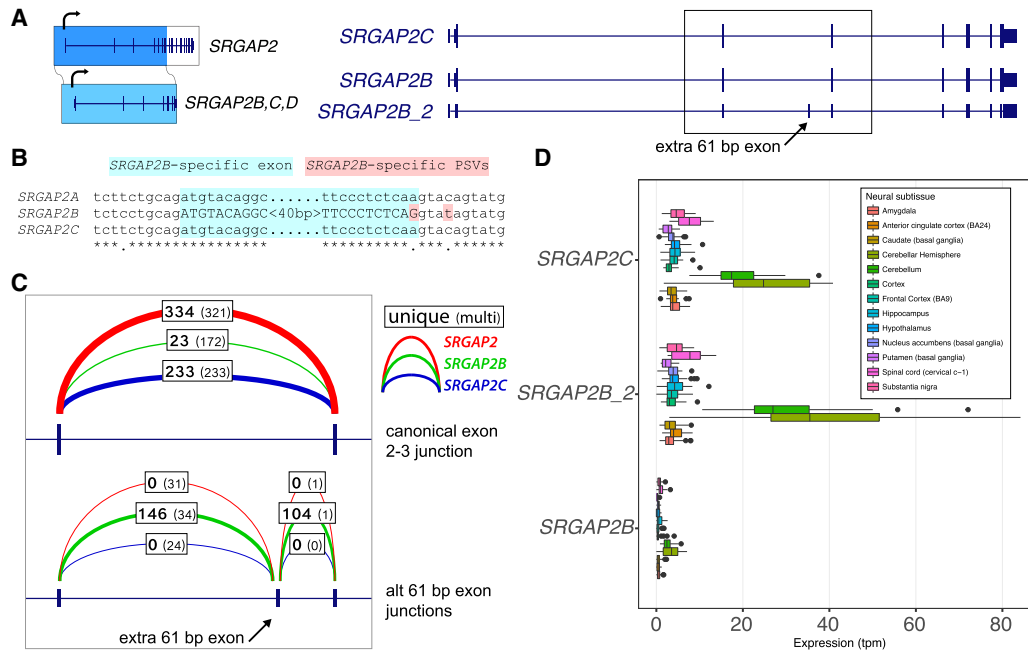 A
SRGAP2
SRGAP2B,C,D
SRGAP2C
SRGAP2B
SRGAP2B_2
extra 61 bp exon
B
SRGAP2B-specific exon SRGAP2B-specific PSVs
SRGAP2A tcttctgcagatgtacaggc......ttccctctcaagtacagtatg
SRGAP2B tctcctgcagATGTACAGGC<40bp>TTCCCTCTCAGgtatagtatg
SRGAP2C tcttctgcagatgtacaggc......ttccctctcaagtacagtatg
***.**************** **********.***.*******
C
334 (321)
23 (172)
233 (233)
unique (multi)
SRGAP2
SRGAP2B
SRGAP2C
canonical exon
2-3 junction
0 (31)
0 (1)
146 (34)
104 (1)
0 (24)
0 (0)
alt 61 bp exon
junctions
extra 61 bp exon
D
SRGAP2C
SRGAP2B_2
SRGAP2B
Neural subtissue
Amygdala
Anterior cingulate cortex (BA24)
Caudate (basal ganglia)
Cerebellar Hemisphere
Cerebellum
Cortex
Frontal Cortex (BA9)
Hippocampus
Hypothalamus
Nucleus accumbens (basal ganglia)
Putamen (basal ganglia)
Spinal cord (cervical c-1)
Substantia nigra
0 20 40 60 80
Expression (tpm)